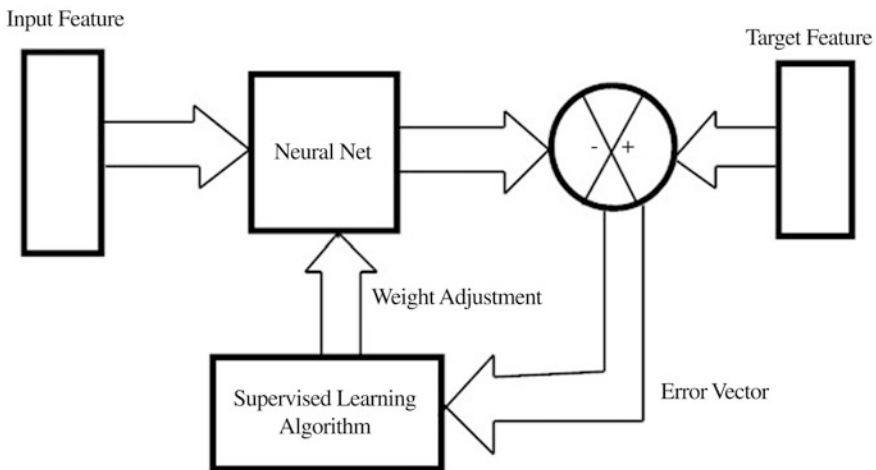 Input Feature
Target Feature
Neural Net
- +
Weight Adjustment
Supervised Learning
Algorithm
Error Vector